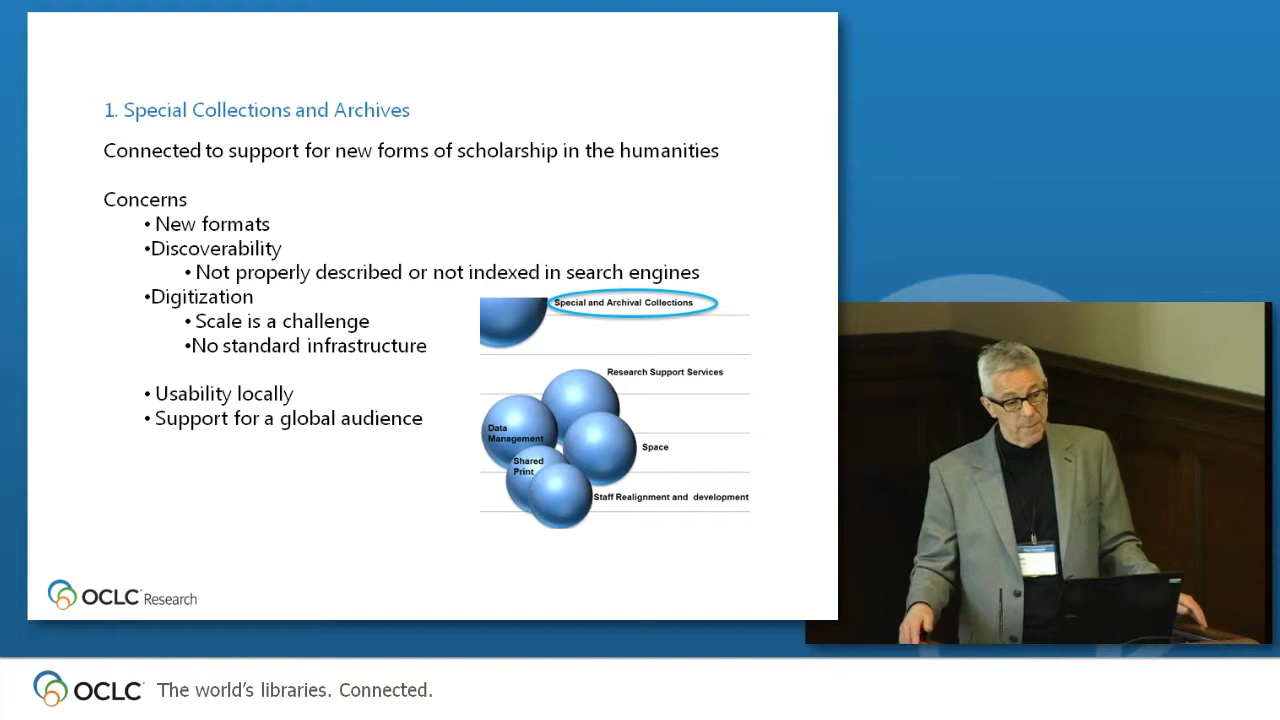 1. Special Collections and Archives
Connected to support for new forms of scholarship in the humanities
Concerns
• New formats
•Discoverability
• Not properly described or not indexed in search engines
•Digitization
• Scale is a challenge
•No standard infrastructure
• Usability locally
• Support for a global audience
Special and Archival Collections
Research Support Services
Data
Management
Space
Shared
Print
Staff Realignment and development
OCLC Research
OCLC The world's libraries. Connected.